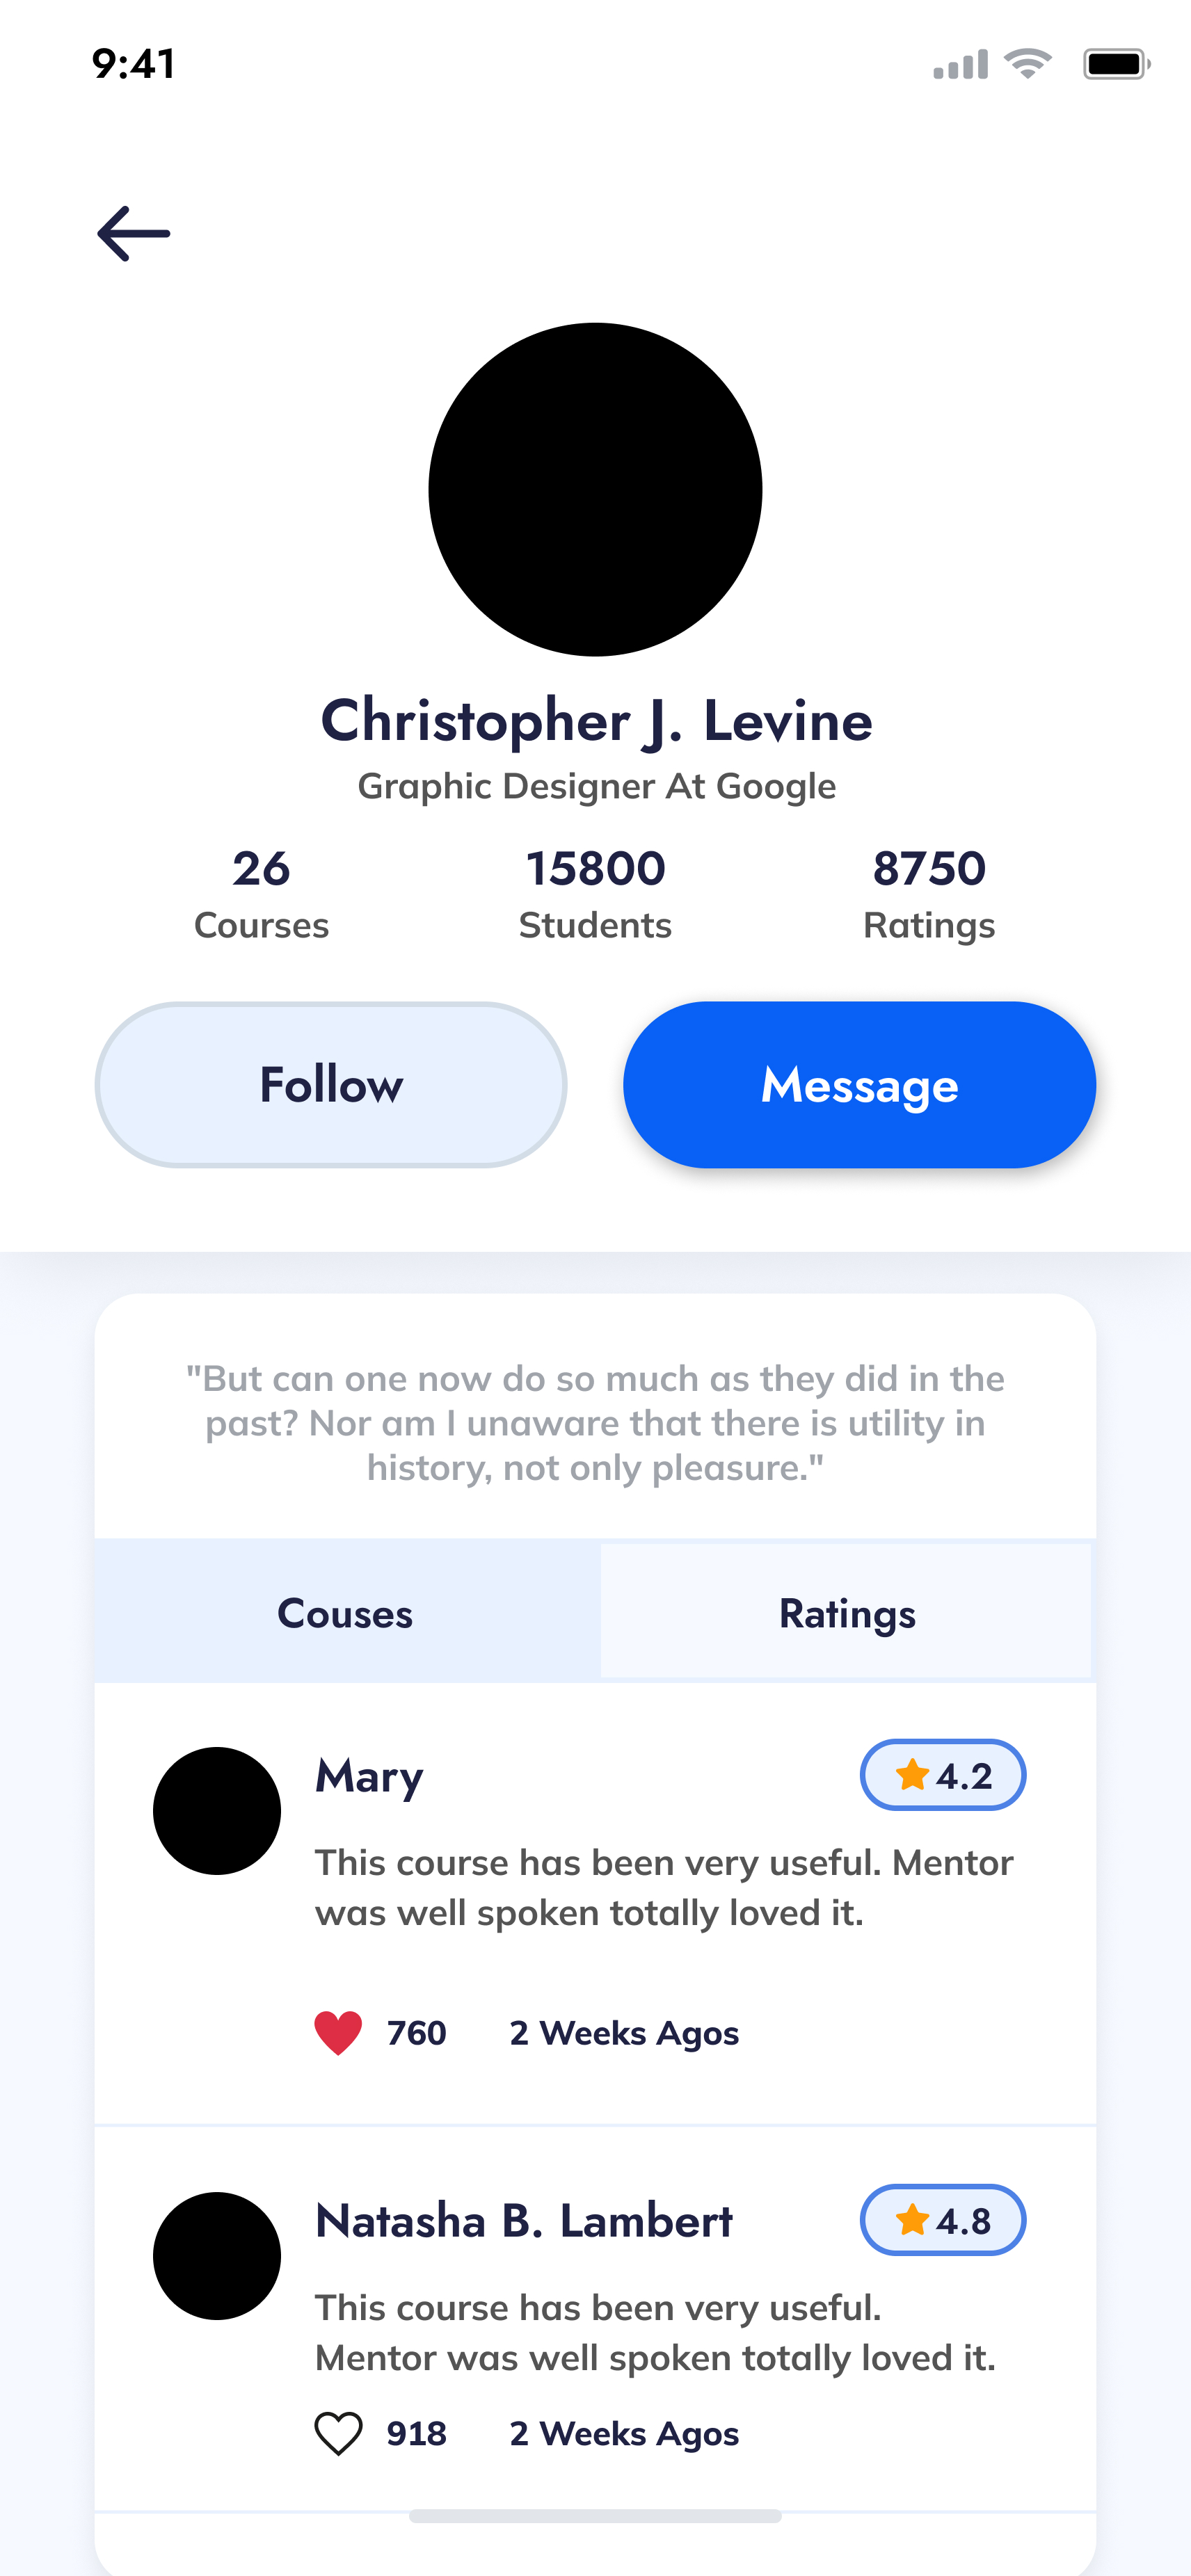 9:41
Christopher J. Levine
Graphic Designer At Google
26
15800
8750
Courses
Students
Ratings
Follow
Message
"But can one now do so much as they did in the
past? Nor am I unaware that there is utility in
history, not only pleasure."
Couses
Ratings
Mary
4.2
This course has been very useful. Mentor
was well spoken totally loved it.
760
2 Weeks Agos
Natasha B. Lambert
4.8
This course has been very useful.
Mentor was well spoken totally loved it.
918
2 Weeks Agos